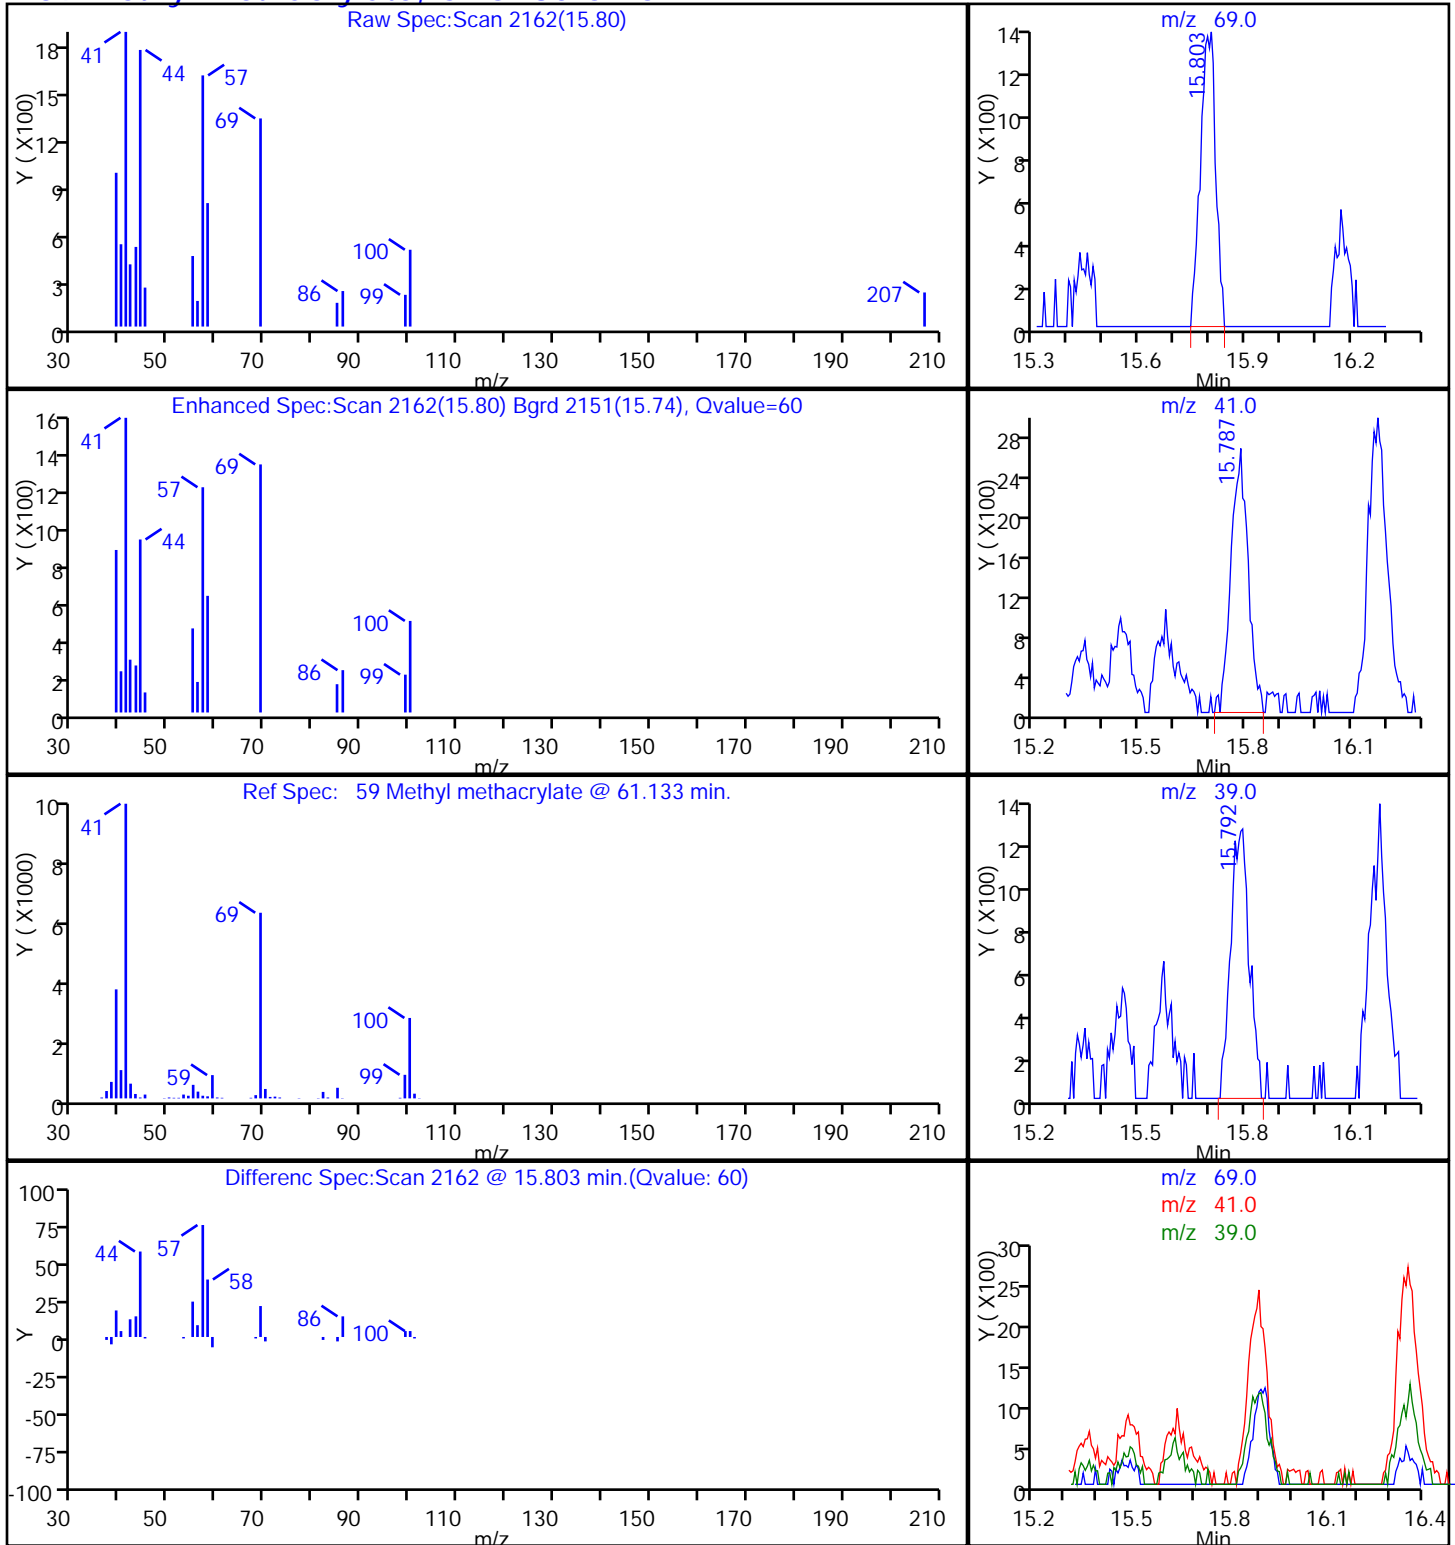 Raw Spec:Scan 2162(15.80)
Y ( X100)
18
15
12
9
6
3
0
41
44
57
69
86
99
100
207
30 50 70 90 110 130 150 170 190 210
m/z
m/z 69.0
Y ( X100)
14
12
10
8
6
4
2
0
15.803
15.3 15.6 15.9 16.2
Min
Enhanced Spec:Scan 2162(15.80) Bgrd 2151(15.74), Qvalue=60
Y ( X100)
16
14
12
10
8
6
4
2
0
41
57
69
44
86
99
100
30 50 70 90 110 130 150 170 190 210
m/z
m/z 41.0
Y ( X100)
28
24
20
16
12
8
4
0
15.787
15.2 15.5 15.8 16.1
Min
Ref Spec: 59 Methyl methacrylate @ 61.133 min.
Y ( X1000)
10
8
6
4
2
0
41
69
59
100
99
30 50 70 90 110 130 150 170 190 210
m/z
m/z 39.0
Y ( X100)
14
12
10
8
6
4
2
0
15.792
15.2 15.5 15.8 16.1
Min
Differenc Spec:Scan 2162 @ 15.803 min.(Qvalue: 60)
Y
100
75
50
25
0
-25
-50
-75
-100
44
57
58
86
100
30 50 70 90 110 130 150 170 190 210
m/z
m/z 69.0
m/z 41.0
m/z 39.0
Y ( X100)
30
25
20
15
10
5
0
15.2 15.5 15.8 16.1 16.4
Min